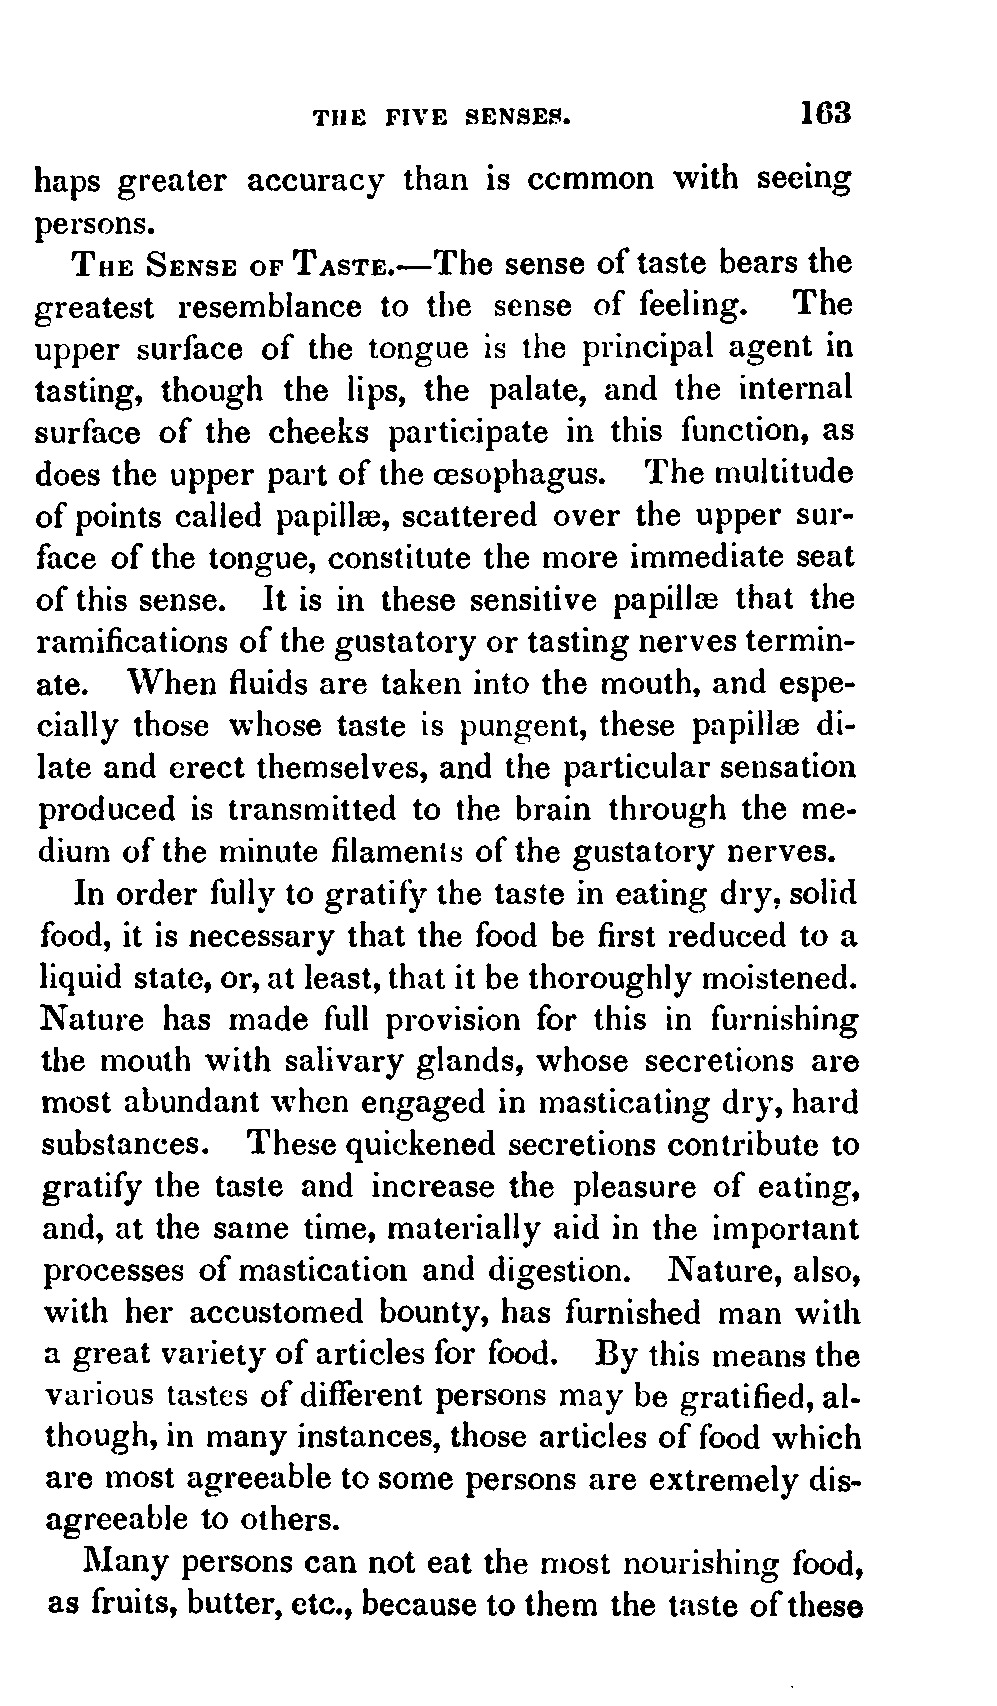 THE FIVE SENSES. 163
haps greater accuracy than is ccmmon with seeing
persons.
THE SENSE OF TASTE.—The sense of taste bears the
greatest resemblance to the sense of feeling. The
upper surface of the tongue is the principal agent in
tasting, though the lips, the palate, and the internal
surface of the cheeks participate in this function, as
does the upper part of the œsophagus. The multitude
of points called papillæ, scattered over the upper sur-
face of the tongue, constitute the more immediate seat
of this sense. It is in these sensitive papillæ that the
ramifications of the gustatory or tasting nerves termin-
ate. When fluids are taken into the mouth, and espe-
cially those whose taste is pungent, these papillæ di-
late and erect themselves, and the particular sensation
produced is transmitted to the brain through the me-
dium of the minute filaments of the gustatory nerves.
In order fully to gratify the taste in eating dry, solid
food, it is necessary that the food be first reduced to a
liquid state, or, at least, that it be thoroughly moistened.
Nature has made full provision for this in furnishing
the mouth with salivary glands, whose secretions are
most abundant when engaged in masticating dry, hard
substances. These quickened secretions contribute to
gratify the taste and increase the pleasure of eating,
and, at the same time, materially aid in the important
processes of mastication and digestion. Nature, also,
with her accustomed bounty, has furnished man with
a great variety of articles for food. By this means the
various tastes of different persons may be gratified, al-
though, in many instances, those articles of food which
are most agreeable to some persons are extremely dis-
agreeable to others.
Many persons can not eat the most nourishing food,
as fruits, butter, etc., because to them the taste of these